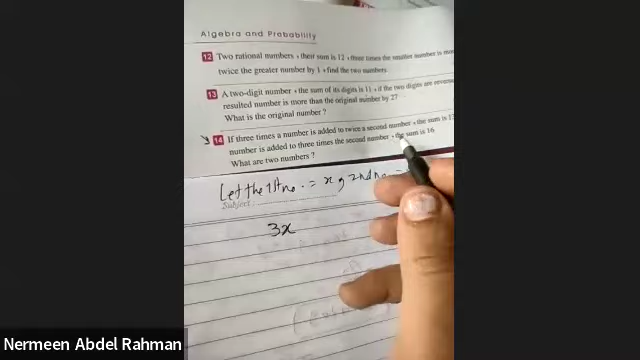 Algebra and Probability
12 Two rational numbers , their sum is 12 , three times the smaller number is
twice the greater number by 1 , find the two numbers.
13 A two-digit number , the sum of its digits is 11 , if the two digits are
resulted number is more than the original number by 27
What is the original number ?
14 If three times a number is added to twice a second number , the sum is 13
number is added to three times the second number , the sum is 16
What are two numbers ?
Let the 1st no. = x , 2nd no. =
Subject:
3x
Nermeen Abdel Rahman